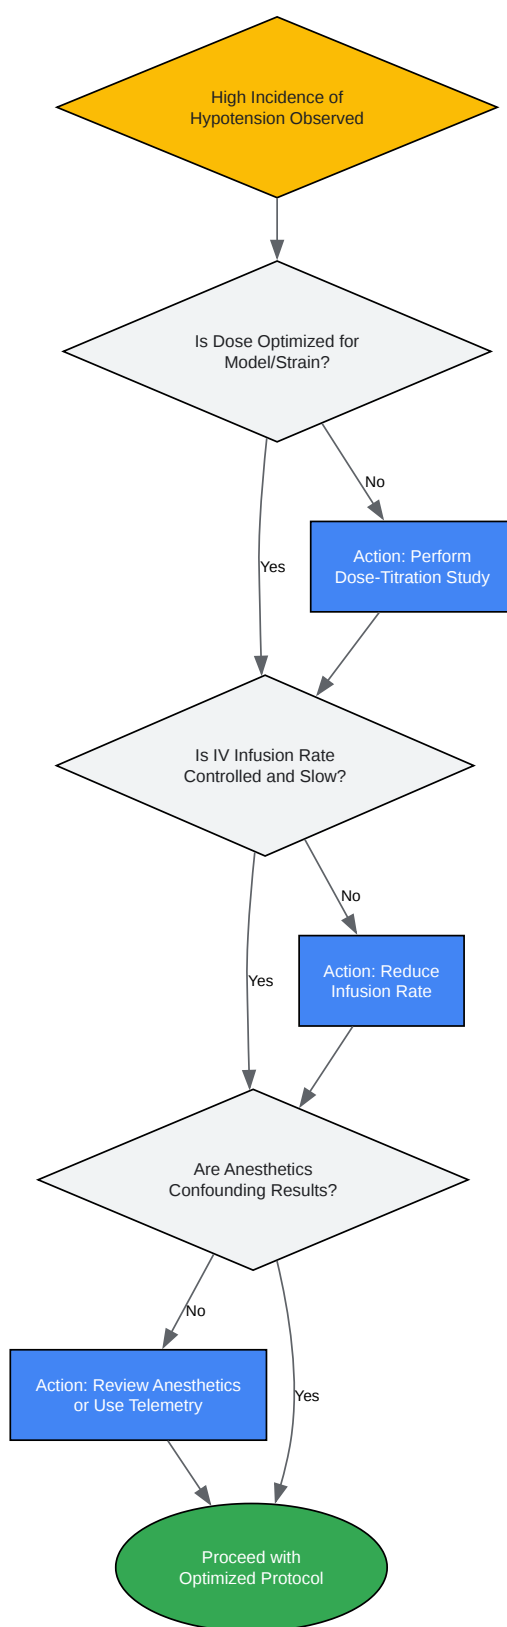 High Incidence of
Hypotension Observed
Is Dose Optimized for
Model/Strain?
No
Action: Perform
Dose-Titration Study
Yes
Is IV Infusion Rate
Controlled and Slow?
No
Action: Reduce
Infusion Rate
Yes
Are Anesthetics
Confounding Results?
No
Action: Review Anesthetics
or Use Telemetry
Yes
Proceed with
Optimized Protocol